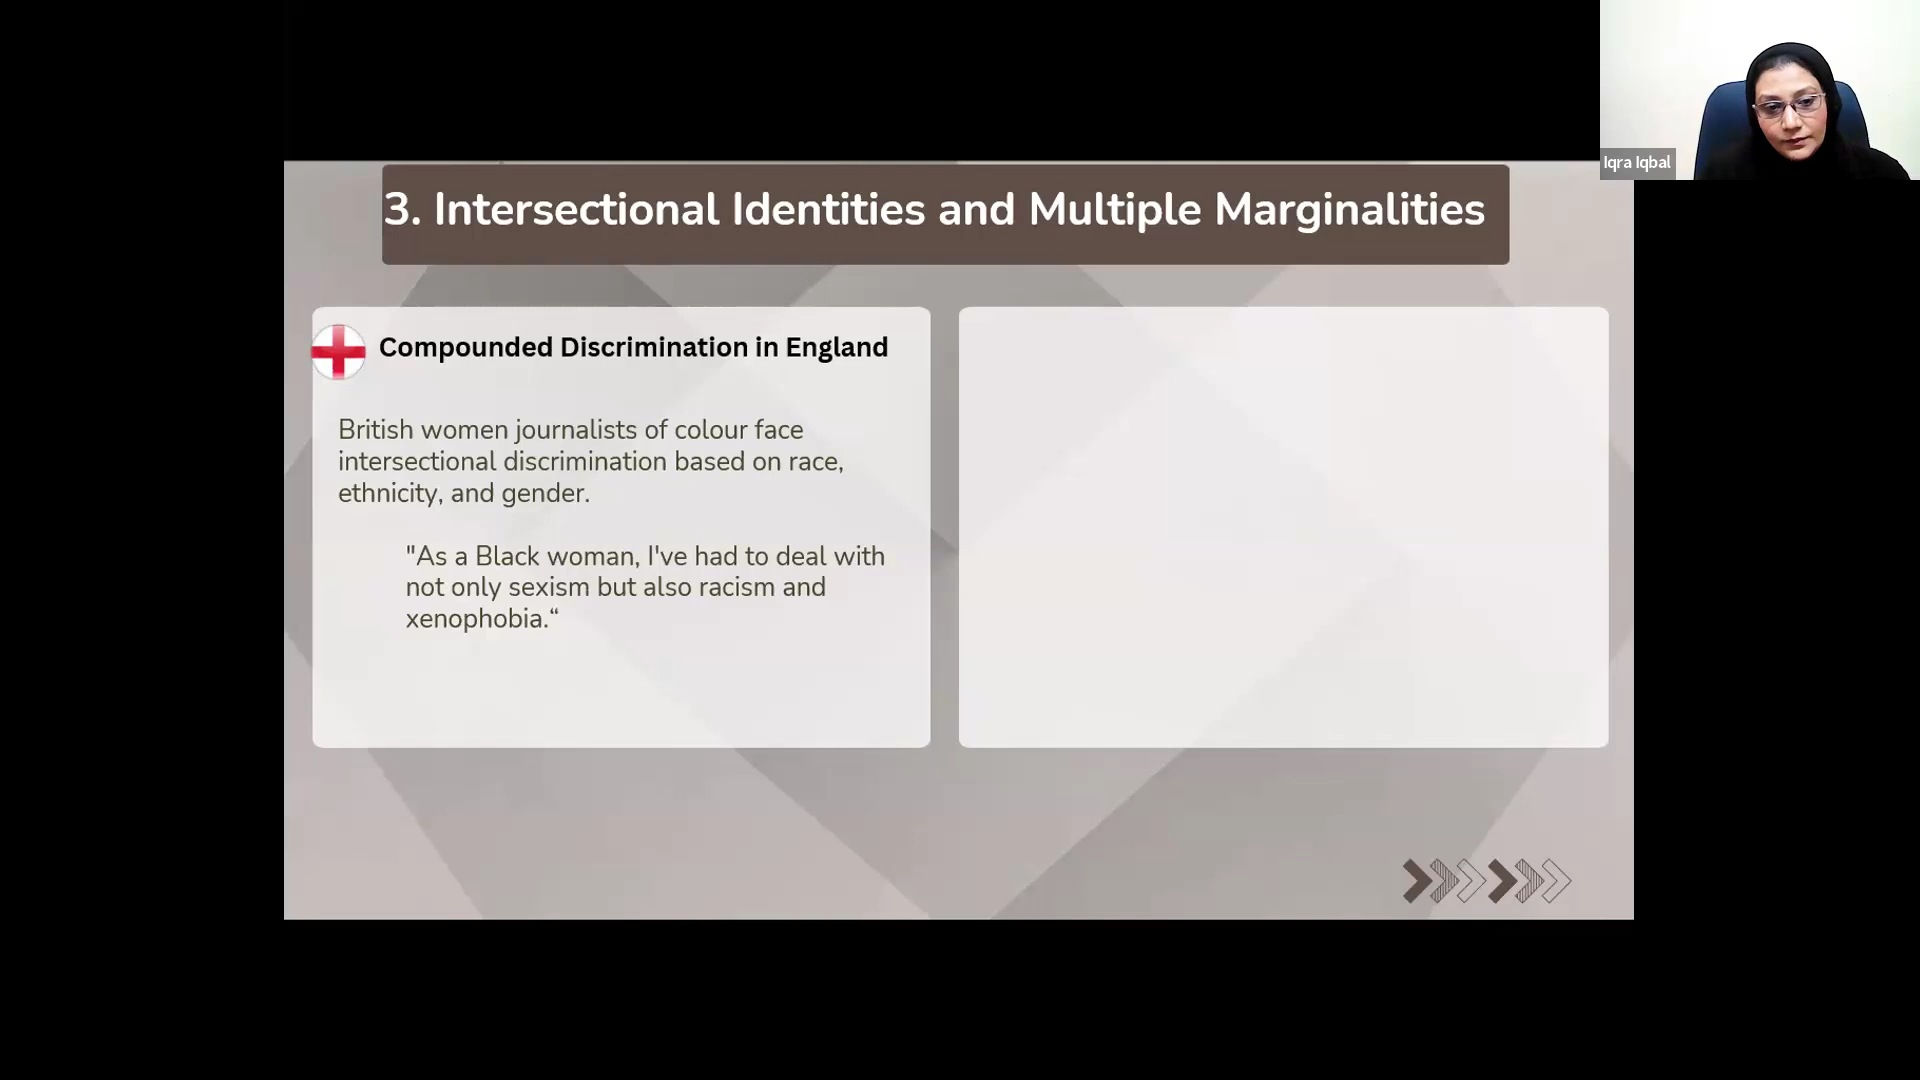 3. Intersectional Identities and Multiple Marginalities
Compounded Discrimination in England
British women journalists of colour face
intersectional discrimination based on race,
ethnicity, and gender.
"As a Black woman, I've had to deal with
not only sexism but also racism and
xenophobia.“
Iqra Iqbal